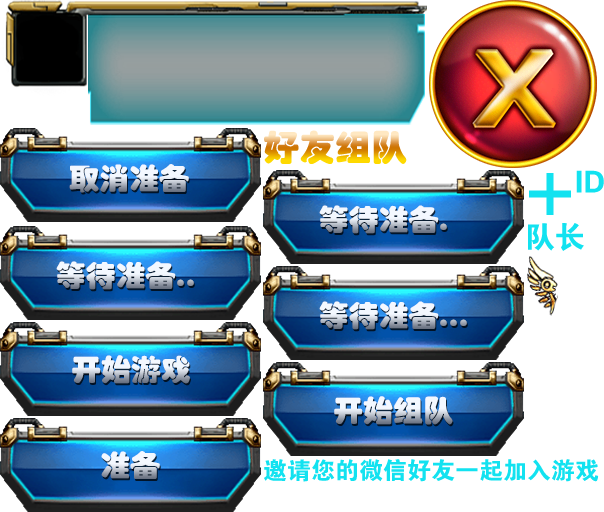 X
好友组队
取消准备
ID
等待准备.
队长
等待准备..
等待准备...
开始游戏
开始组队
准备
邀请您的微信好友一起加入游戏